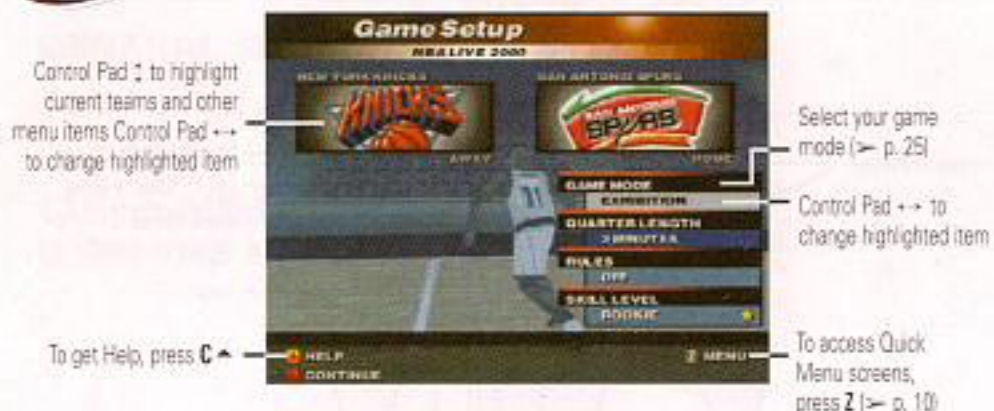 Game Setup
NBA LIVE 2000
NEW YORK KNICKS
SAN ANTONIO SPURS
KNICKS
SAN ANTONIO
SPURS
AWAY
HOME
Control Pad ↕ to highlight
current teams and other
menu items Control Pad ↔
to change highlighted item
Select your game
mode (➤ p. 25)
GAME MODE
EXHIBITION
Control Pad ↔ to
change highlighted item
QUARTER LENGTH
MINUTES
RULES
OFF
SKILL LEVEL
ROOKIE
11
To get Help, press C ▲
HELP
CONTINUE
Z MENU
To access Quick
Menu screens,
press Z (➤ p. 10)